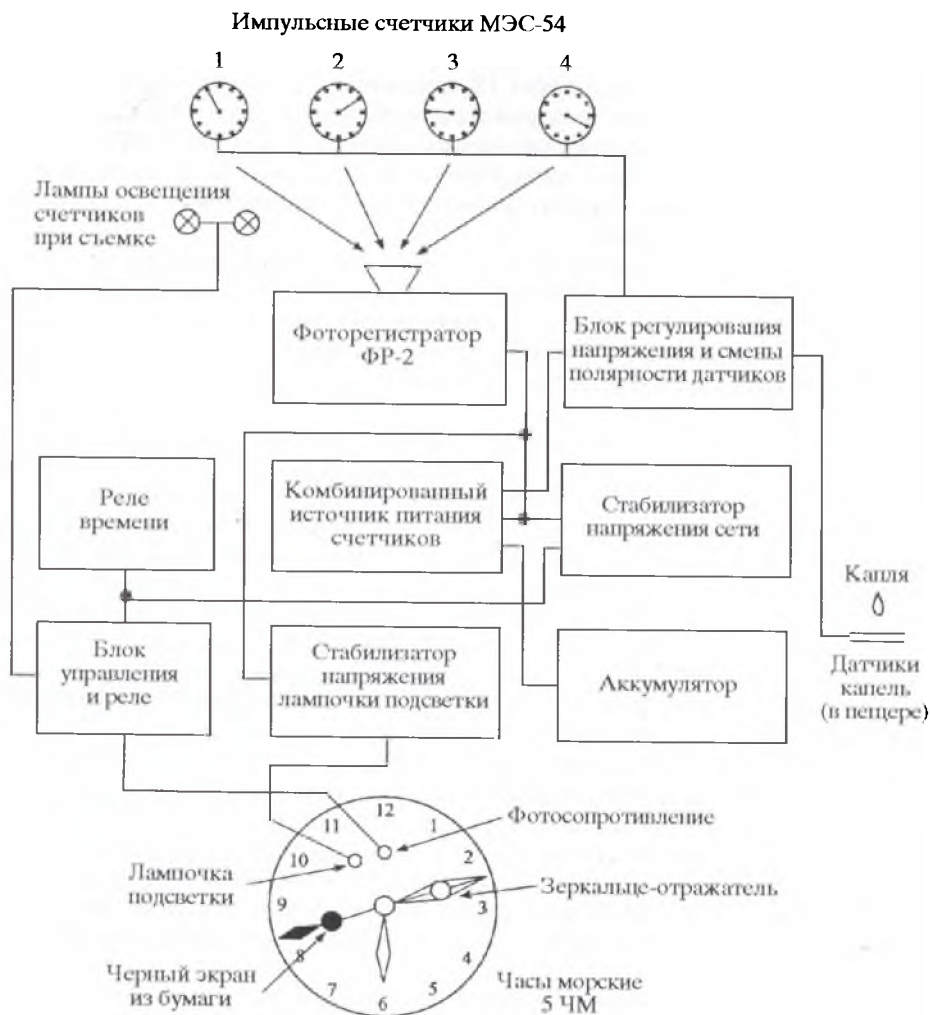 Импульсные счетчики МЭС-54
1 2 3 4
Лампы освещения
счетчиков
при съемке
Фоторегистратор
ФР-2
Блок регулирования
напряжения и смены
полярности датчиков
Реле
времени
Комбинированный
источник питания
счетчиков
Стабилизатор
напряжения сети
Капля
Блок
управления
и реле
Стабилизатор
напряжения
лампочки подсветки
Аккумулятор
Датчики
капель
(в пещере)
12
11
1
10
2
9
3
8
4
7
5
6
Фотосопротивление
Лампочка
подсветки
Зеркальце-отражатель
Черный экран
из бумаги
Часы морские
5 ЧМ